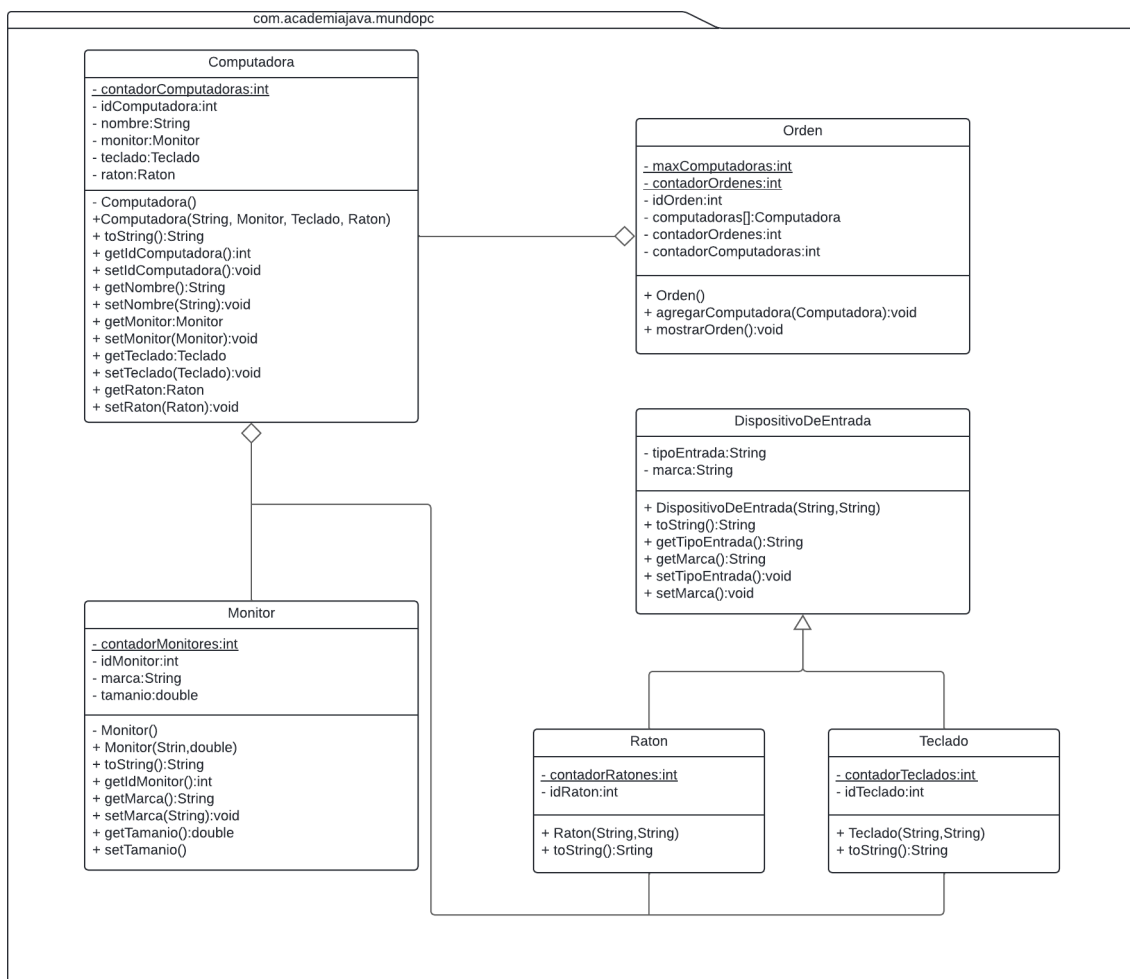 com.academiajava.mundopc
Computadora
- contadorComputadoras:int
- idComputadora:int
- nombre:String
- monitor:Monitor
- teclado:Teclado
- raton:Raton
- Computadora()
+Computadora(String, Monitor, Teclado, Raton)
+ toString():String
+ getIdComputadora():int
+ setIdComputadora():void
+ getNombre():String
+ setNombre(String):void
+ getMonitor:Monitor
+ setMonitor(Monitor):void
+ getTeclado:Teclado
+ setTeclado(Teclado):void
+ getRaton:Raton
+ setRaton(Raton):void
Orden
- maxComputadoras:int
- contadorOrdenes:int
- idOrden:int
- computadoras[]:Computadora
- contadorOrdenes:int
- contadorComputadoras:int
+ Orden()
+ agregarComputadora(Computadora):void
+ mostrarOrden():void
DispositivoDeEntrada
- tipoEntrada:String
- marca:String
+ DispositivoDeEntrada(String,String)
+ toString():String
+ getTipoEntrada():String
+ getMarca():String
+ setTipoEntrada():void
+ setMarca():void
Monitor
- contadorMonitores:int
- idMonitor:int
- marca:String
- tamanio:double
- Monitor()
+ Monitor(Strin,double)
+ toString():String
+ getIdMonitor():int
+ getMarca():String
+ setMarca(String):void
+ getTamanio():double
+ setTamanio()
Raton
- contadorRatones:int
- idRaton:int
+ Raton(String,String)
+ toString():Srting
Teclado
- contadorTeclados:int
- idTeclado:int
+ Teclado(String,String)
+ toString():String